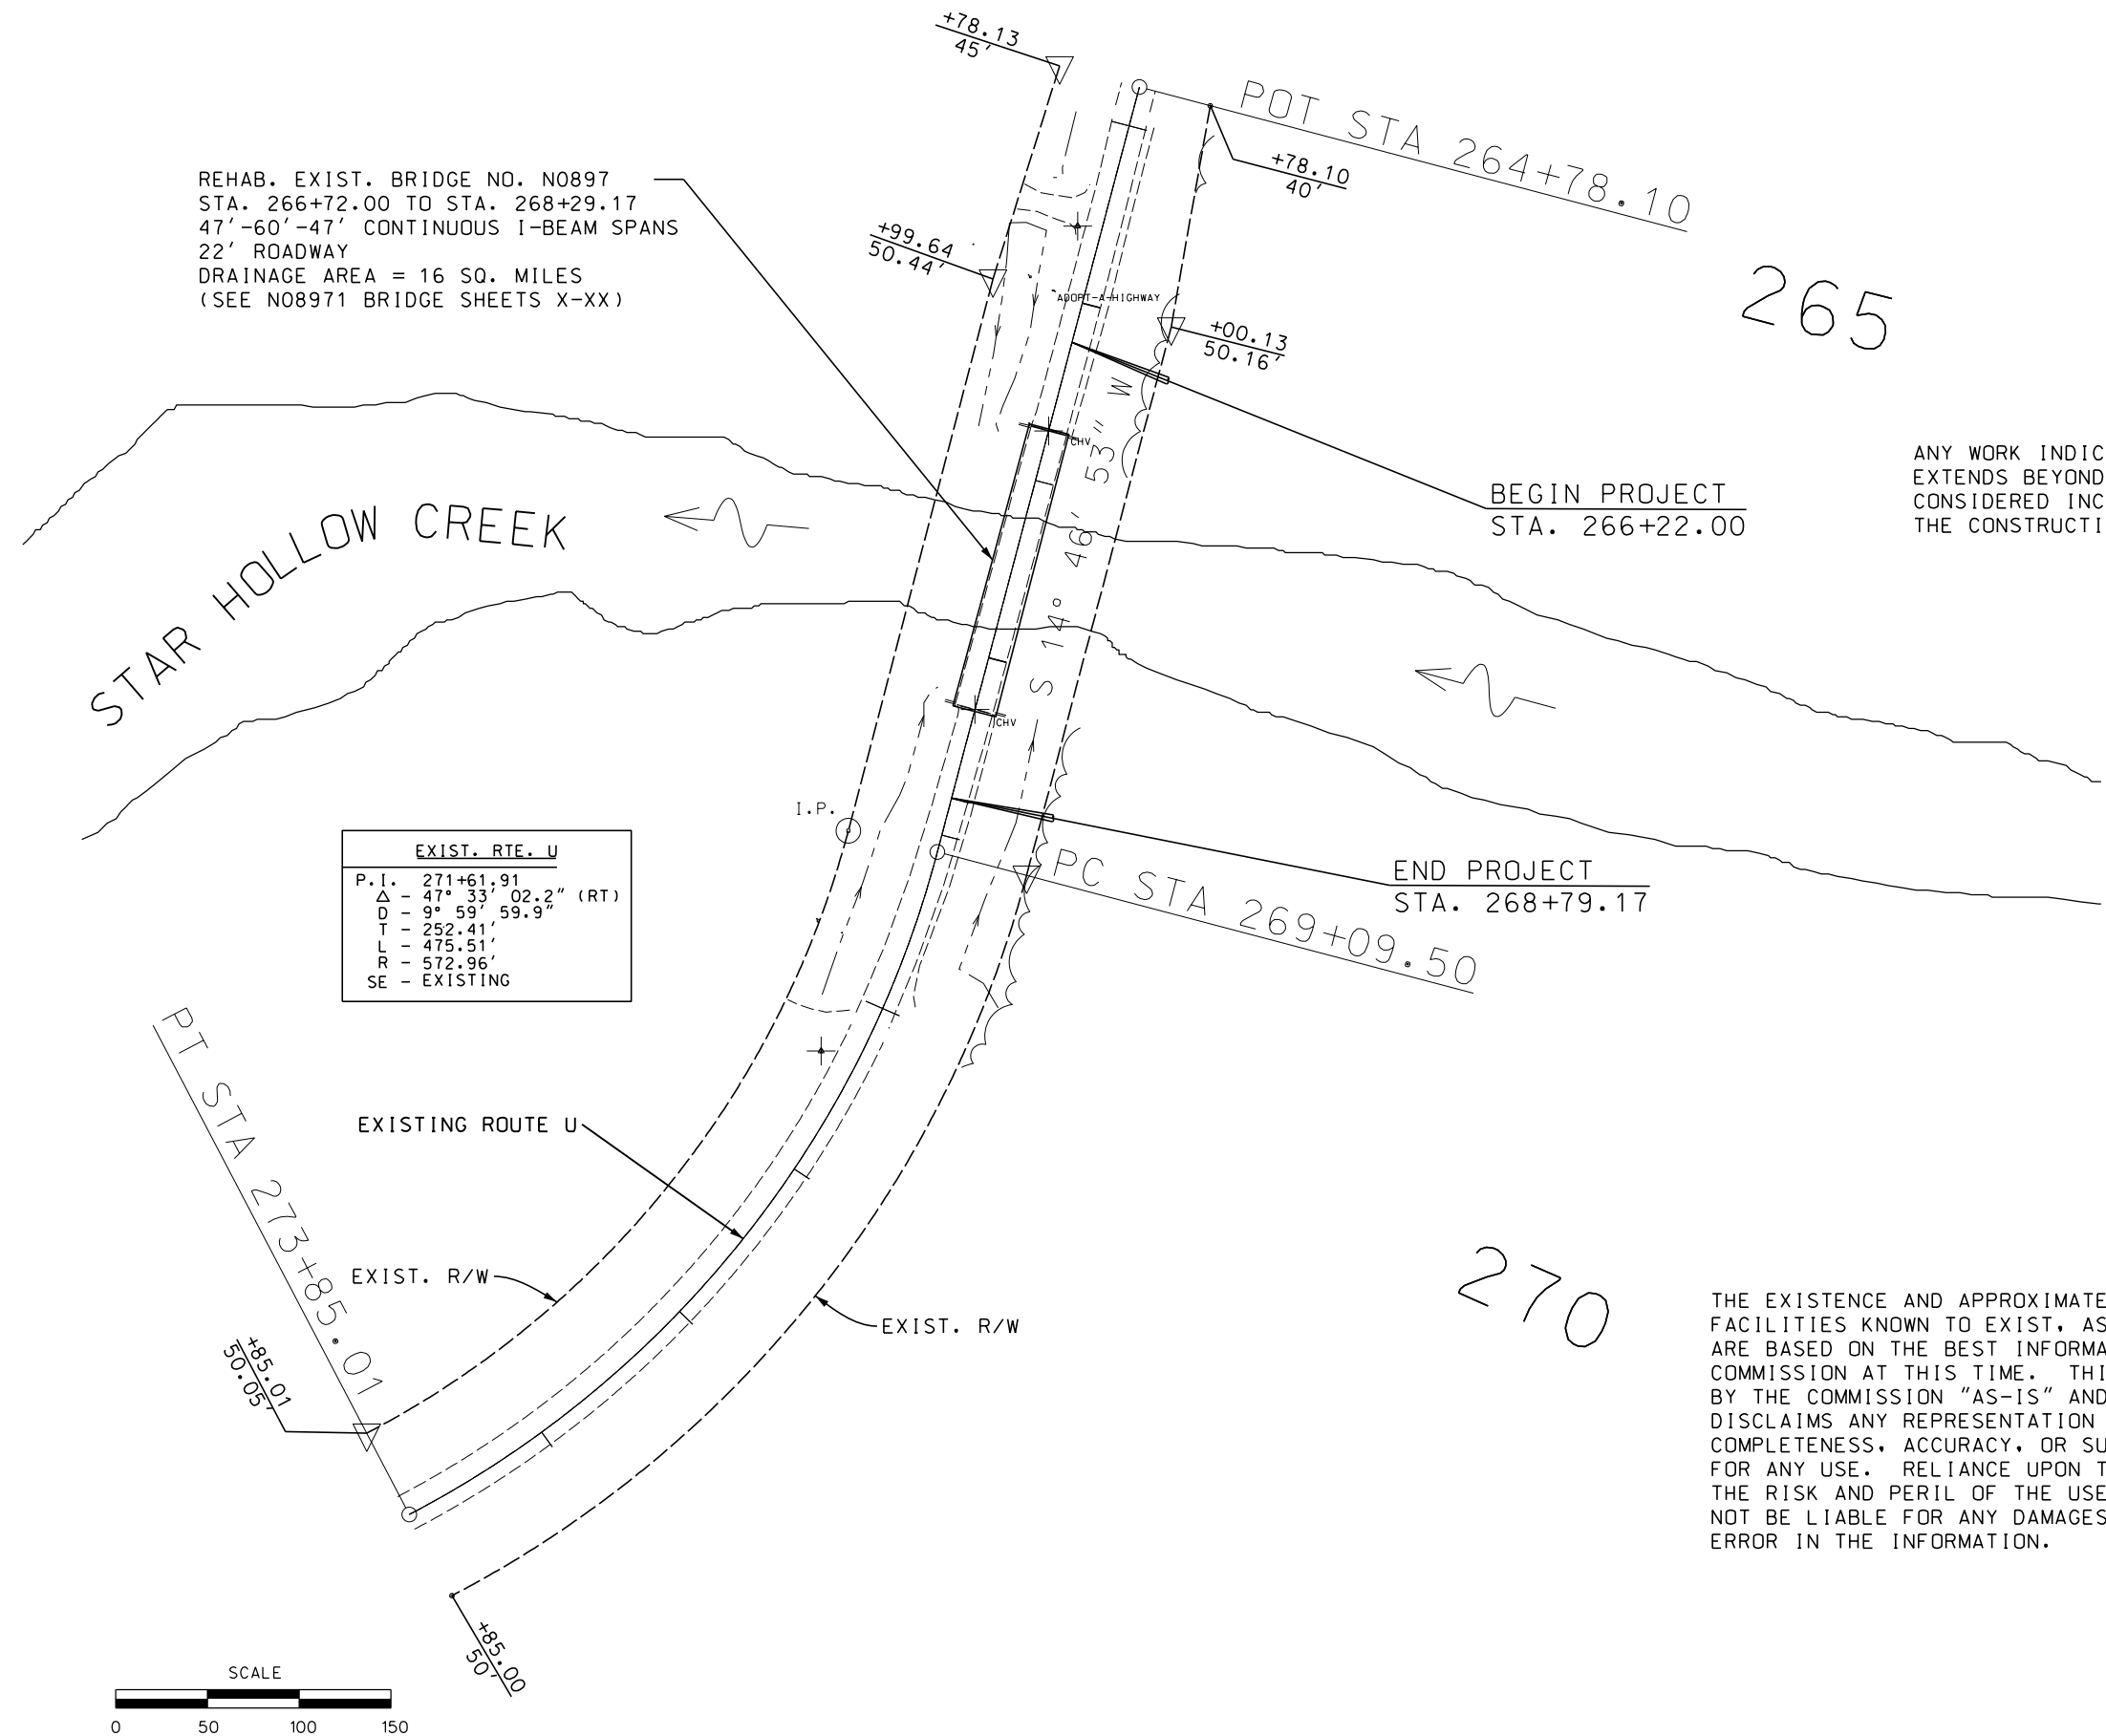 +78.13
45'
POT STA 264+78.10
+78.10
40'
REHAB. EXIST. BRIDGE NO. N0897
STA. 266+72.00 TO STA. 268+29.17
47'-60'-47' CONTINUOUS I-BEAM SPANS
22' ROADWAY
DRAINAGE AREA = 16 SQ. MILES
(SEE N08971 BRIDGE SHEETS X-XX)
+99.64
50.44'
ADOPT-A-HIGHWAY
265
+00.13
50.16'
CHV
S 14° 46' 53" W
BEGIN PROJECT
STA. 266+22.00
ANY WORK INDIC
EXTENDS BEYOND
CONSIDERED INC
THE CONSTRUCTI
STAR HOLLOW CREEK
CHV
I.P.
EXIST. RTE. U
P.I. 271+61.91
Δ - 47° 33' 02.2" (RT)
D - 9° 59' 59.9"
T - 252.41'
L - 475.51'
R - 572.96'
SE - EXISTING
END PROJECT
STA. 268+79.17
PC STA 269+09.50
PT STA 273+85.01
EXISTING ROUTE U
EXIST. R/W
EXIST. R/W
270
+85.01
50.05'
THE EXISTENCE AND APPROXIMATE
FACILITIES KNOWN TO EXIST, AS
ARE BASED ON THE BEST INFORMA
COMMISSION AT THIS TIME. THI
BY THE COMMISSION "AS-IS" AND
DISCLAIMS ANY REPRESENTATION
COMPLETENESS, ACCURACY, OR SU
FOR ANY USE. RELIANCE UPON T
THE RISK AND PERIL OF THE USE
NOT BE LIABLE FOR ANY DAMAGES
ERROR IN THE INFORMATION.
+85.00
50'
SCALE
0 50 100 150